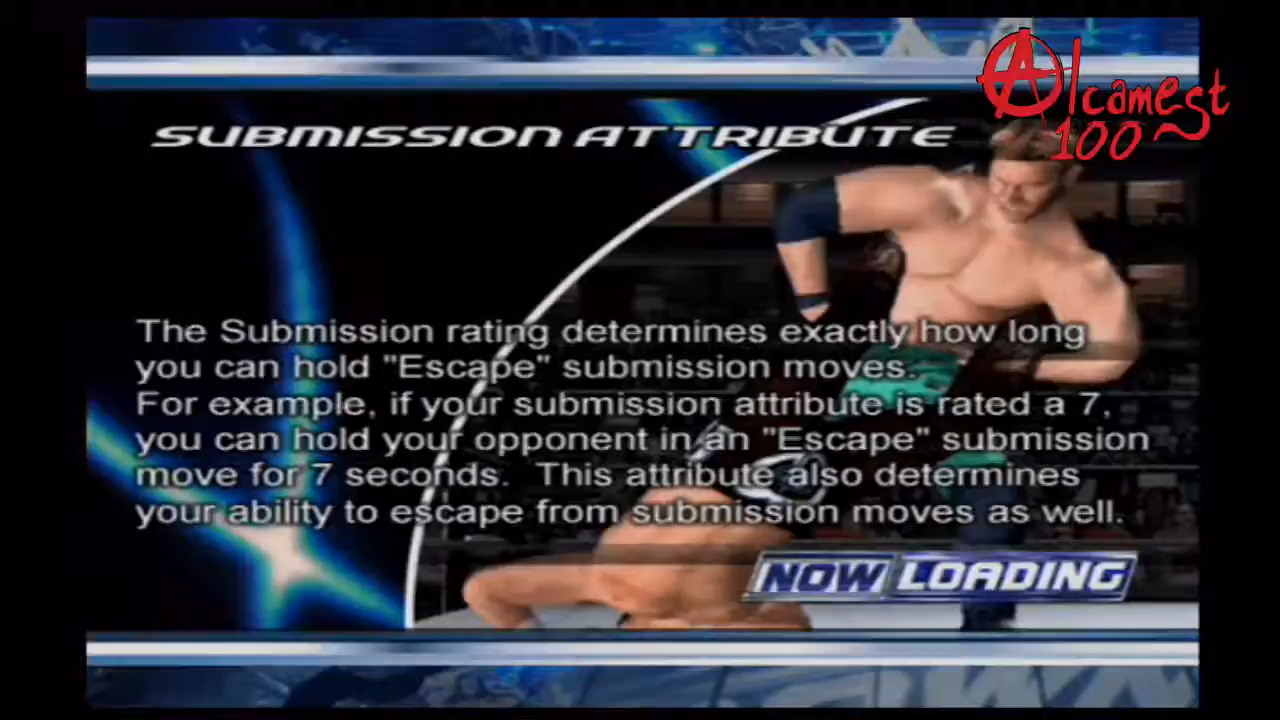 Alcamest
100
SUBMISSION ATTRIBUTE
The Submission rating determines exactly how long
you can hold "Escape" submission moves.
For example, if your submission attribute is rated a 7,
you can hold your opponent in an "Escape" submission
move for 7 seconds.  This attribute also determines
your ability to escape from submission moves as well.
NOW LOADING